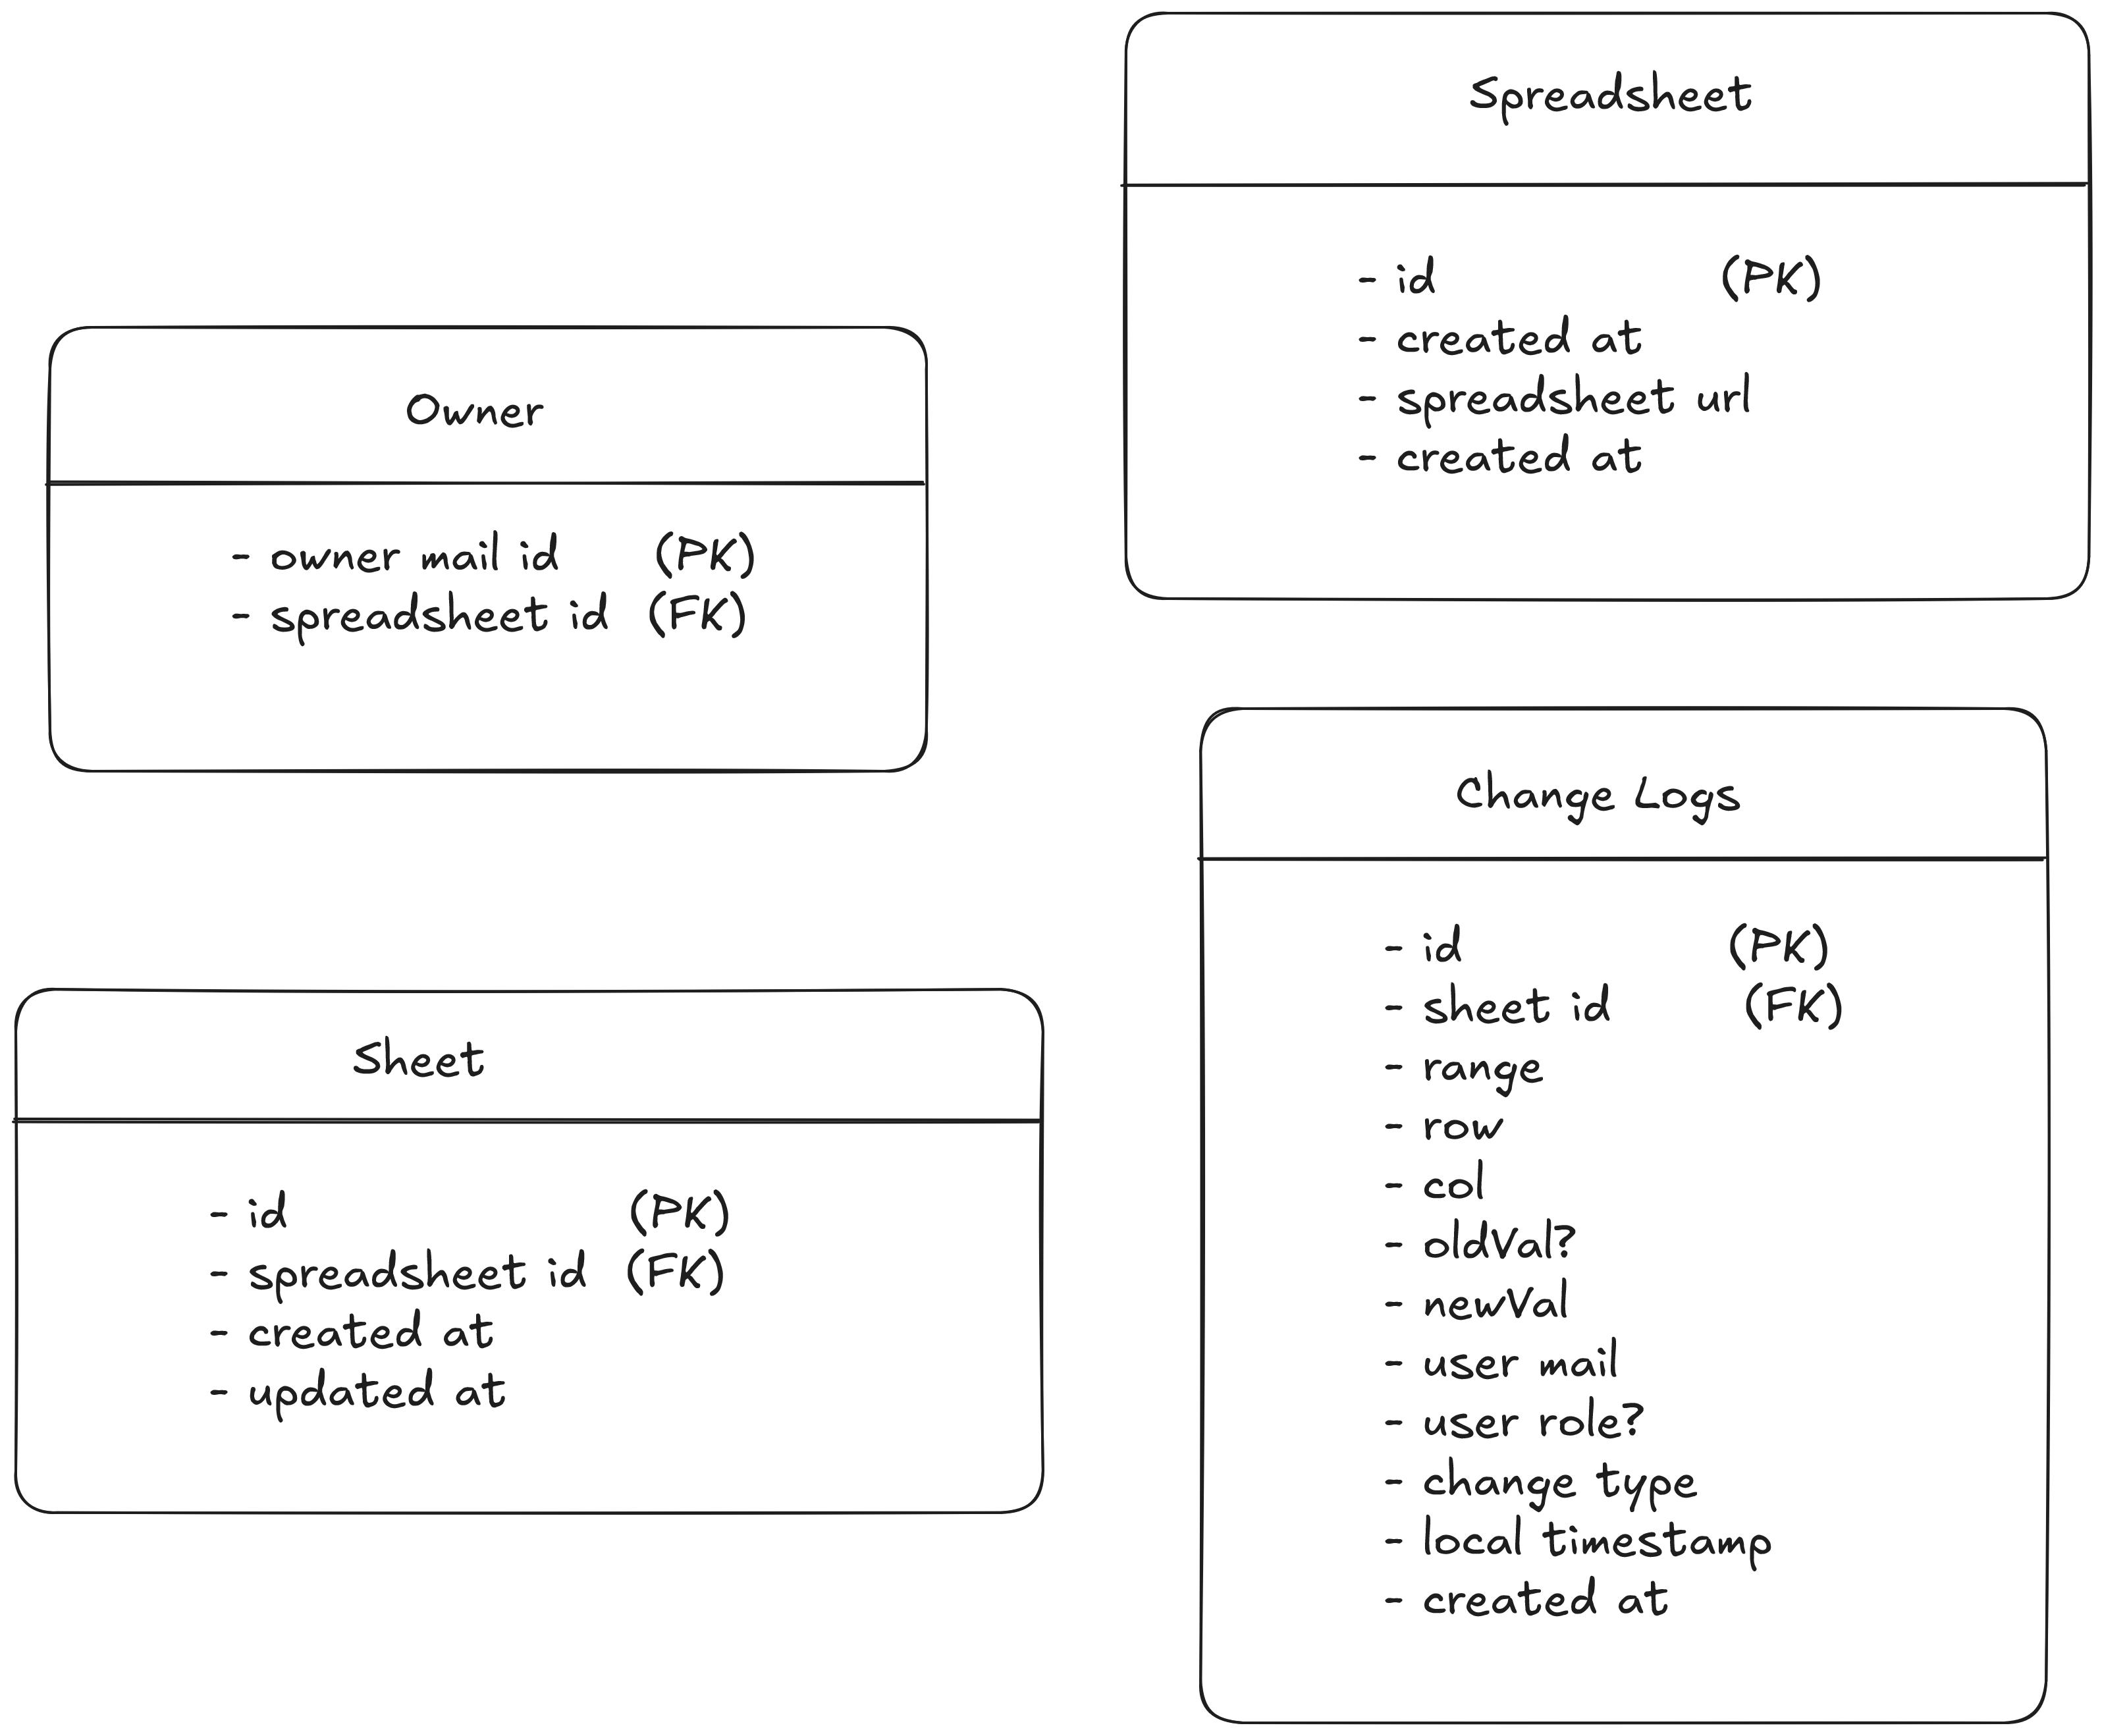 Spreadsheet
- id (PK)
- created at
- spreadsheet url
- created at
Owner
- owner mail id (PK)
- spreadsheet id (FK)
Change Logs
- id (PK)
- sheet id (FK)
- range
- row
- col
- oldVal?
- newVal
- user mail
- user role?
- change type
- local timestamp
- created at
Sheet
- id (PK)
- spreadsheet id (FK)
- created at
- updated at